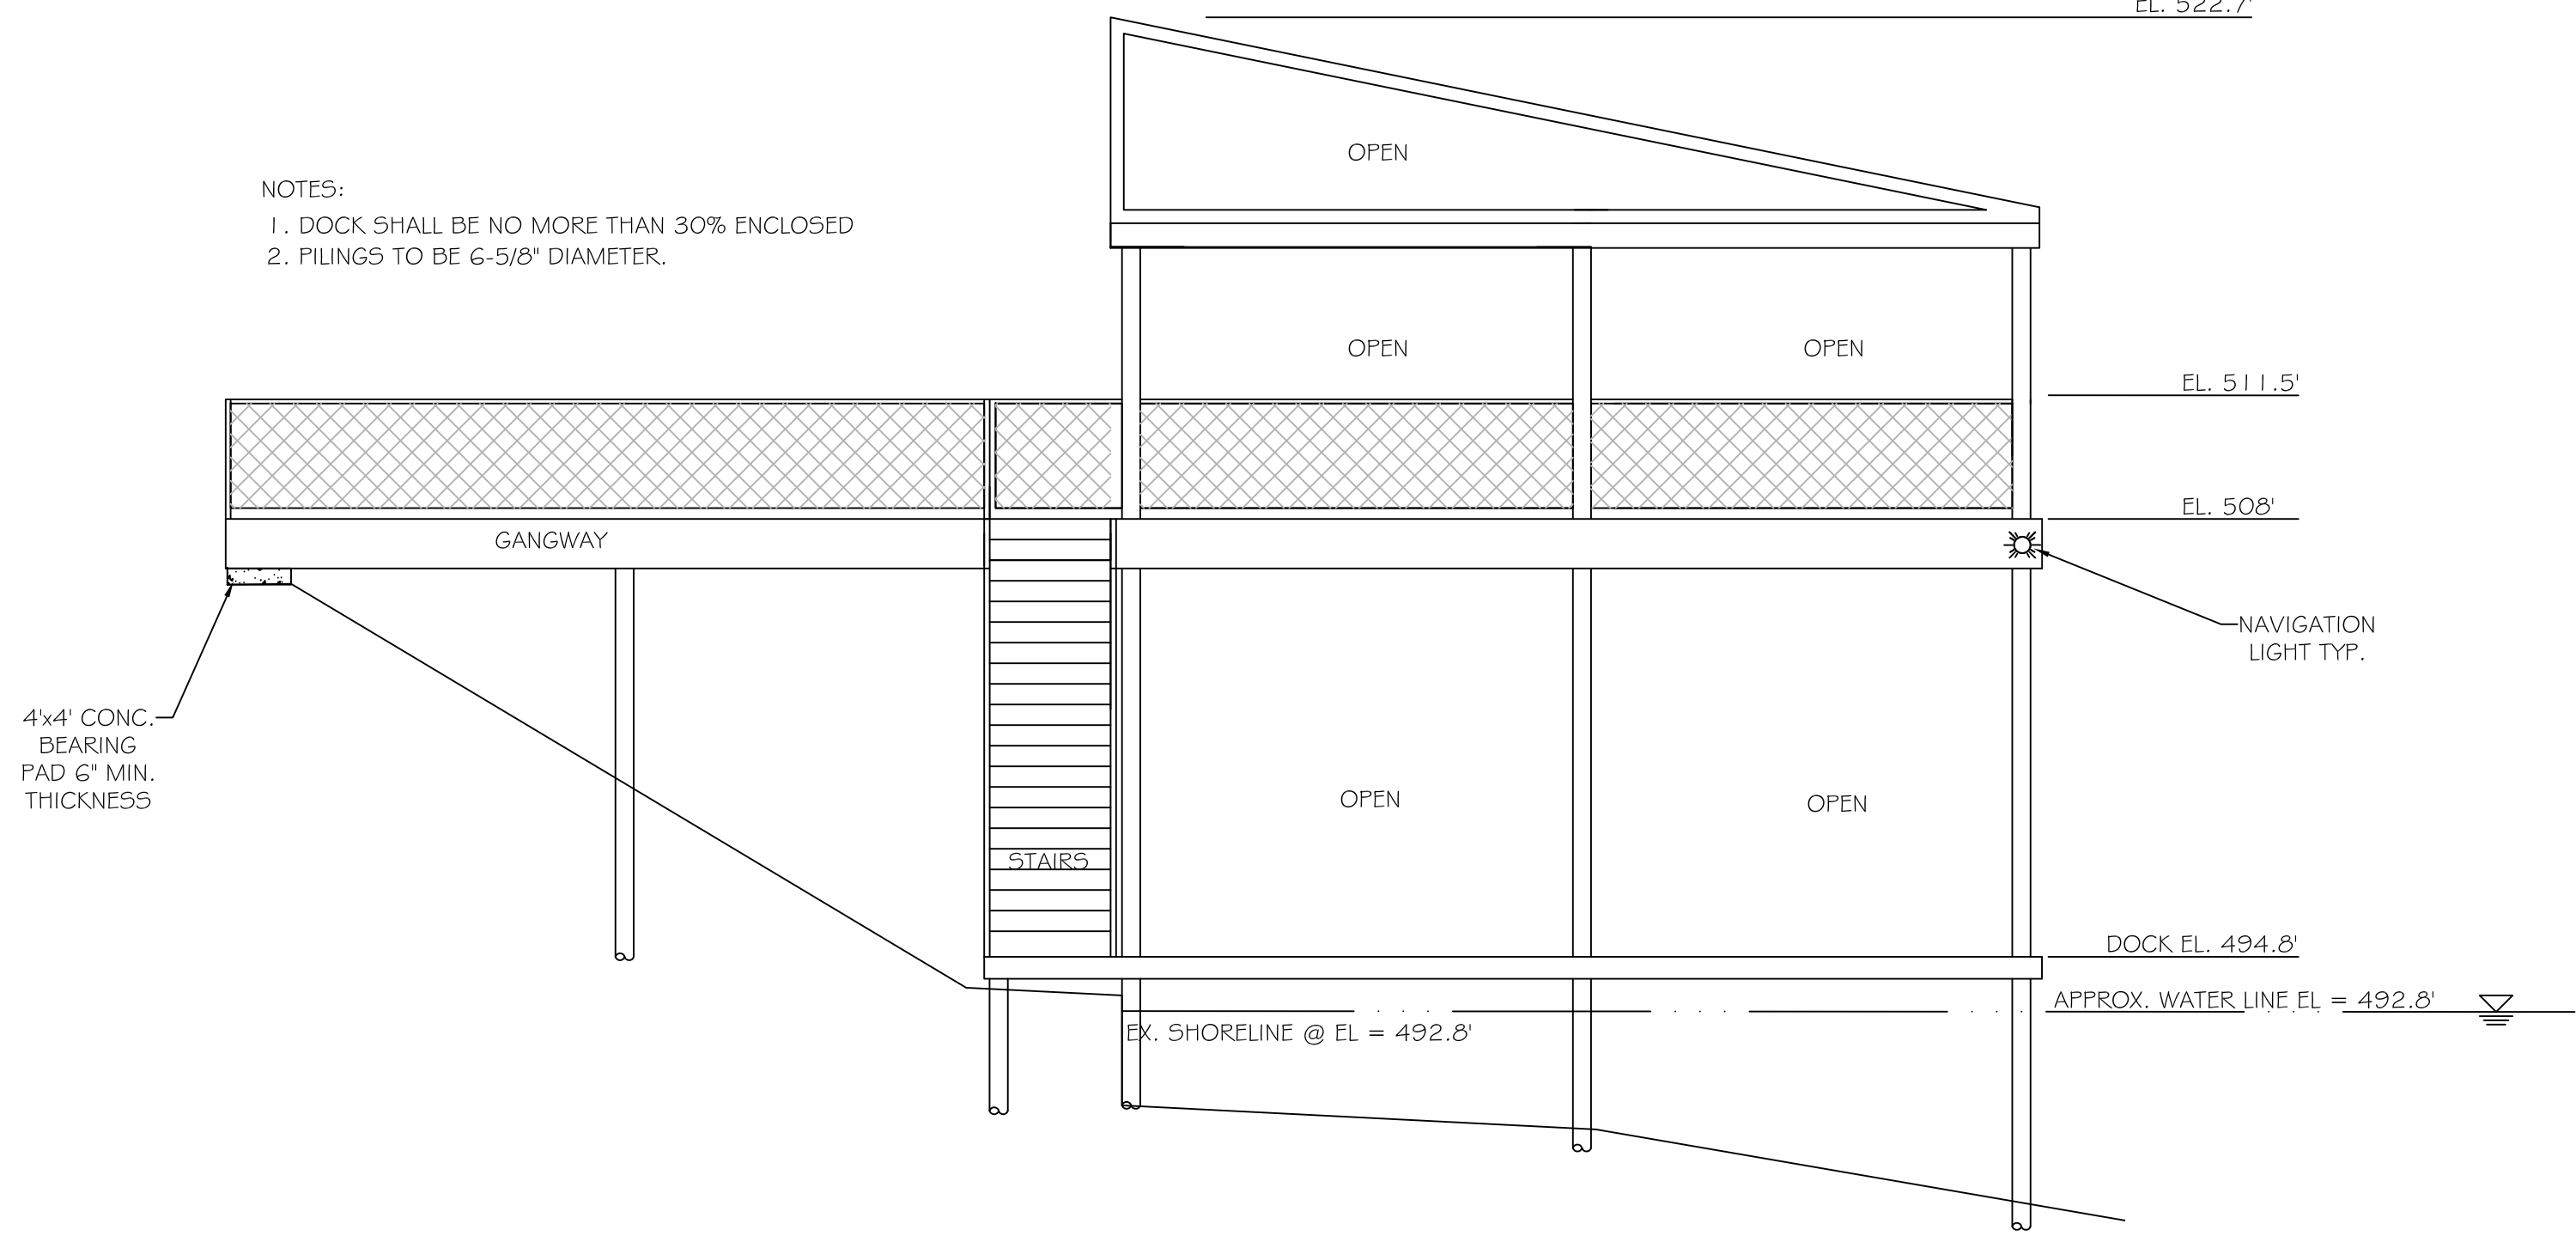 EL. 522.7'
OPEN
NOTES:
1. DOCK SHALL BE NO MORE THAN 30% ENCLOSED
2. PILINGS TO BE 6-5/8" DIAMETER.
OPEN
OPEN
EL. 511.5'
EL. 508'
GANGWAY
NAVIGATION
LIGHT TYP.
4'x4' CONC.
BEARING
PAD 6" MIN.
THICKNESS
OPEN
OPEN
STAIRS
DOCK EL. 494.8'
APPROX. WATER LINE EL = 492.8'
EX. SHORELINE @ EL = 492.8'